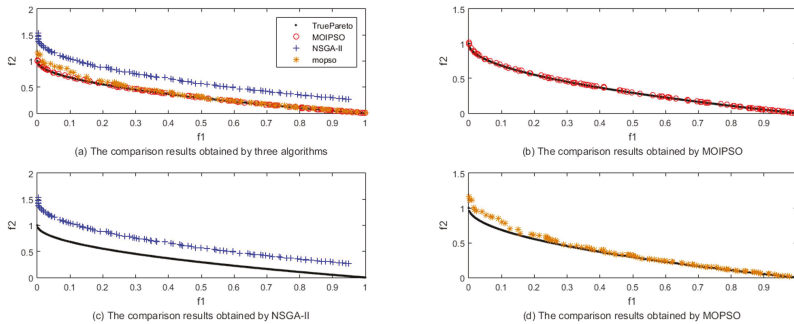 2
1.5
1
0.5
0
f2
TruePareto
MOIPSO
NSGA-II
mopso
0 0.1 0.2 0.3 0.4 0.5 0.6 0.7 0.8 0.9 1
f1
(a) The comparison results obtained by three algorithms
1.5
1
0.5
0
f2
0 0.1 0.2 0.3 0.4 0.5 0.6 0.7 0.8 0.9
f1
(b) The comparison results obtained by MOIPSO
2
1.5
1
0.5
0
f2
0 0.1 0.2 0.3 0.4 0.5 0.6 0.7 0.8 0.9 1
f1
(c) The comparison results obtained by NSGA-II
1.5
1
0.5
0
f2
0 0.1 0.2 0.3 0.4 0.5 0.6 0.7 0.8 0.9
f1
(d) The comparison results obtained by MOPSO